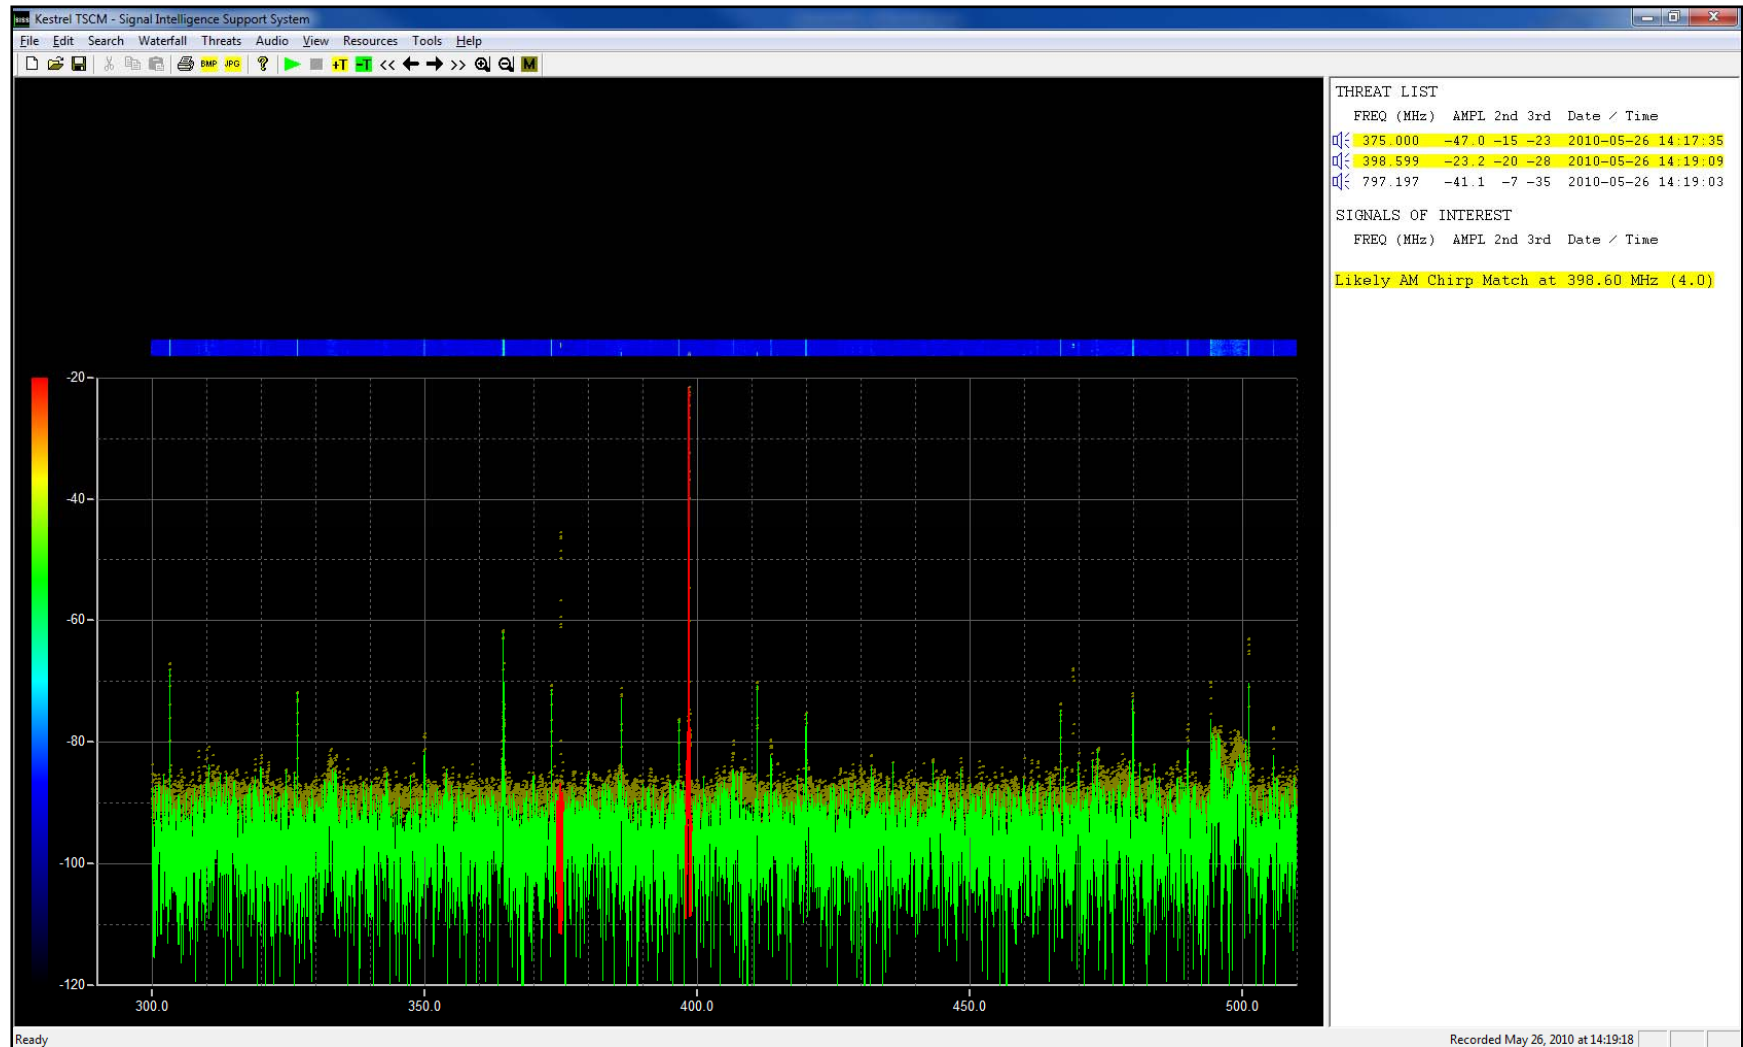 SISS Kestrel TSCM - Signal Intelligence Support System
File Edit Search Waterfall Threats Audio View Resources Tools Help
BMP JPG ? +T -T << >> M
THREAT LIST
FREQ (MHz) AMPL 2nd 3rd Date / Time
375.000 -47.0 -15 -23 2010-05-26 14:17:35
398.599 -23.2 -20 -28 2010-05-26 14:19:09
797.197 -41.1 -7 -35 2010-05-26 14:19:03
SIGNALS OF INTEREST
FREQ (MHz) AMPL 2nd 3rd Date / Time
Likely AM Chirp Match at 398.60 MHz (4.0)
-20
-40
-60
-80
-100
-120
300.0 350.0 400.0 450.0 500.0
Ready Recorded May 26, 2010 at 14:19:18